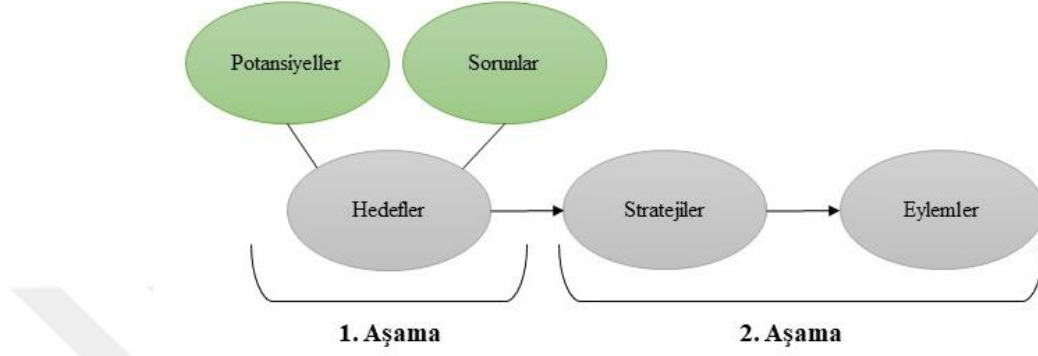 Potansiyeller
Sorunlar
Hedefler
Stratejiler
Eylemler
1. Aşama
2. Aşama